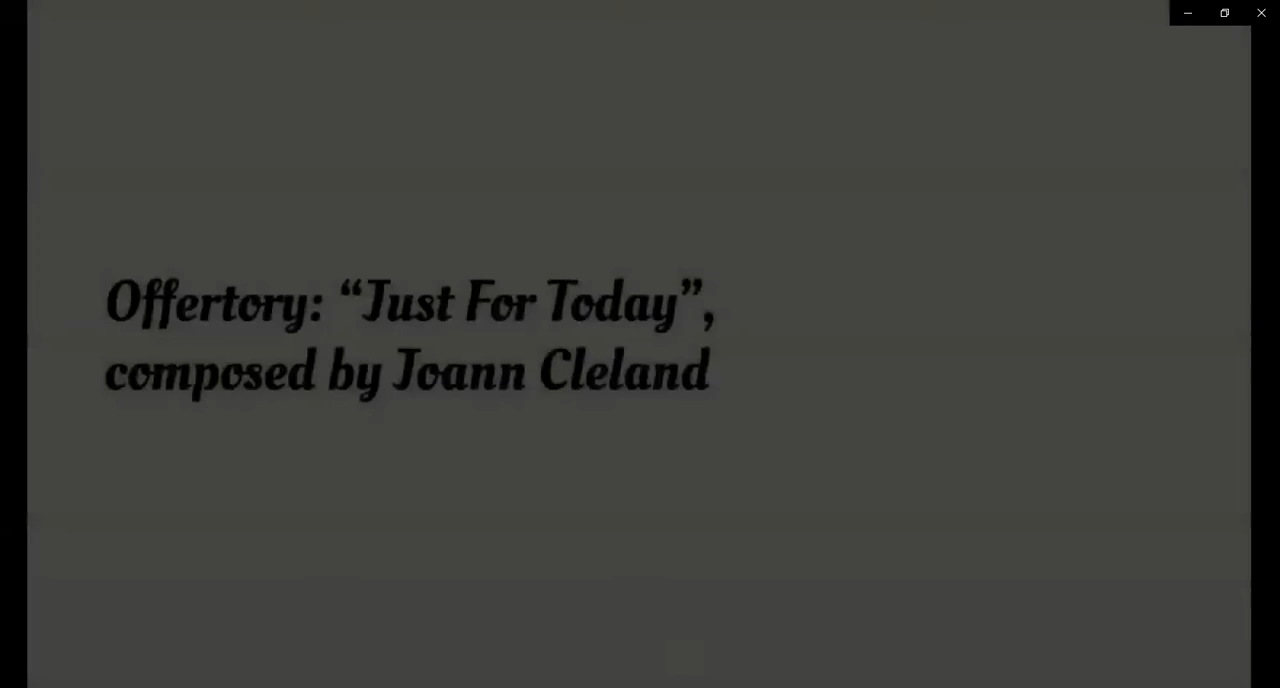 Offertory: “Just For Today”,
composed by Joann Cleland